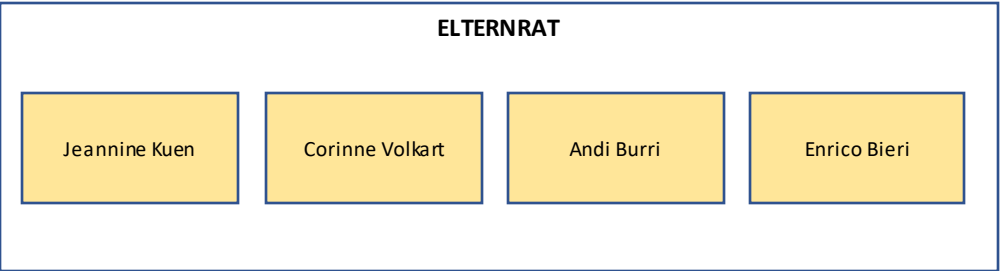 ELTERNRAT
Jeannine Kuen
Corinne Volkart
Andi Burri
Enrico Bieri